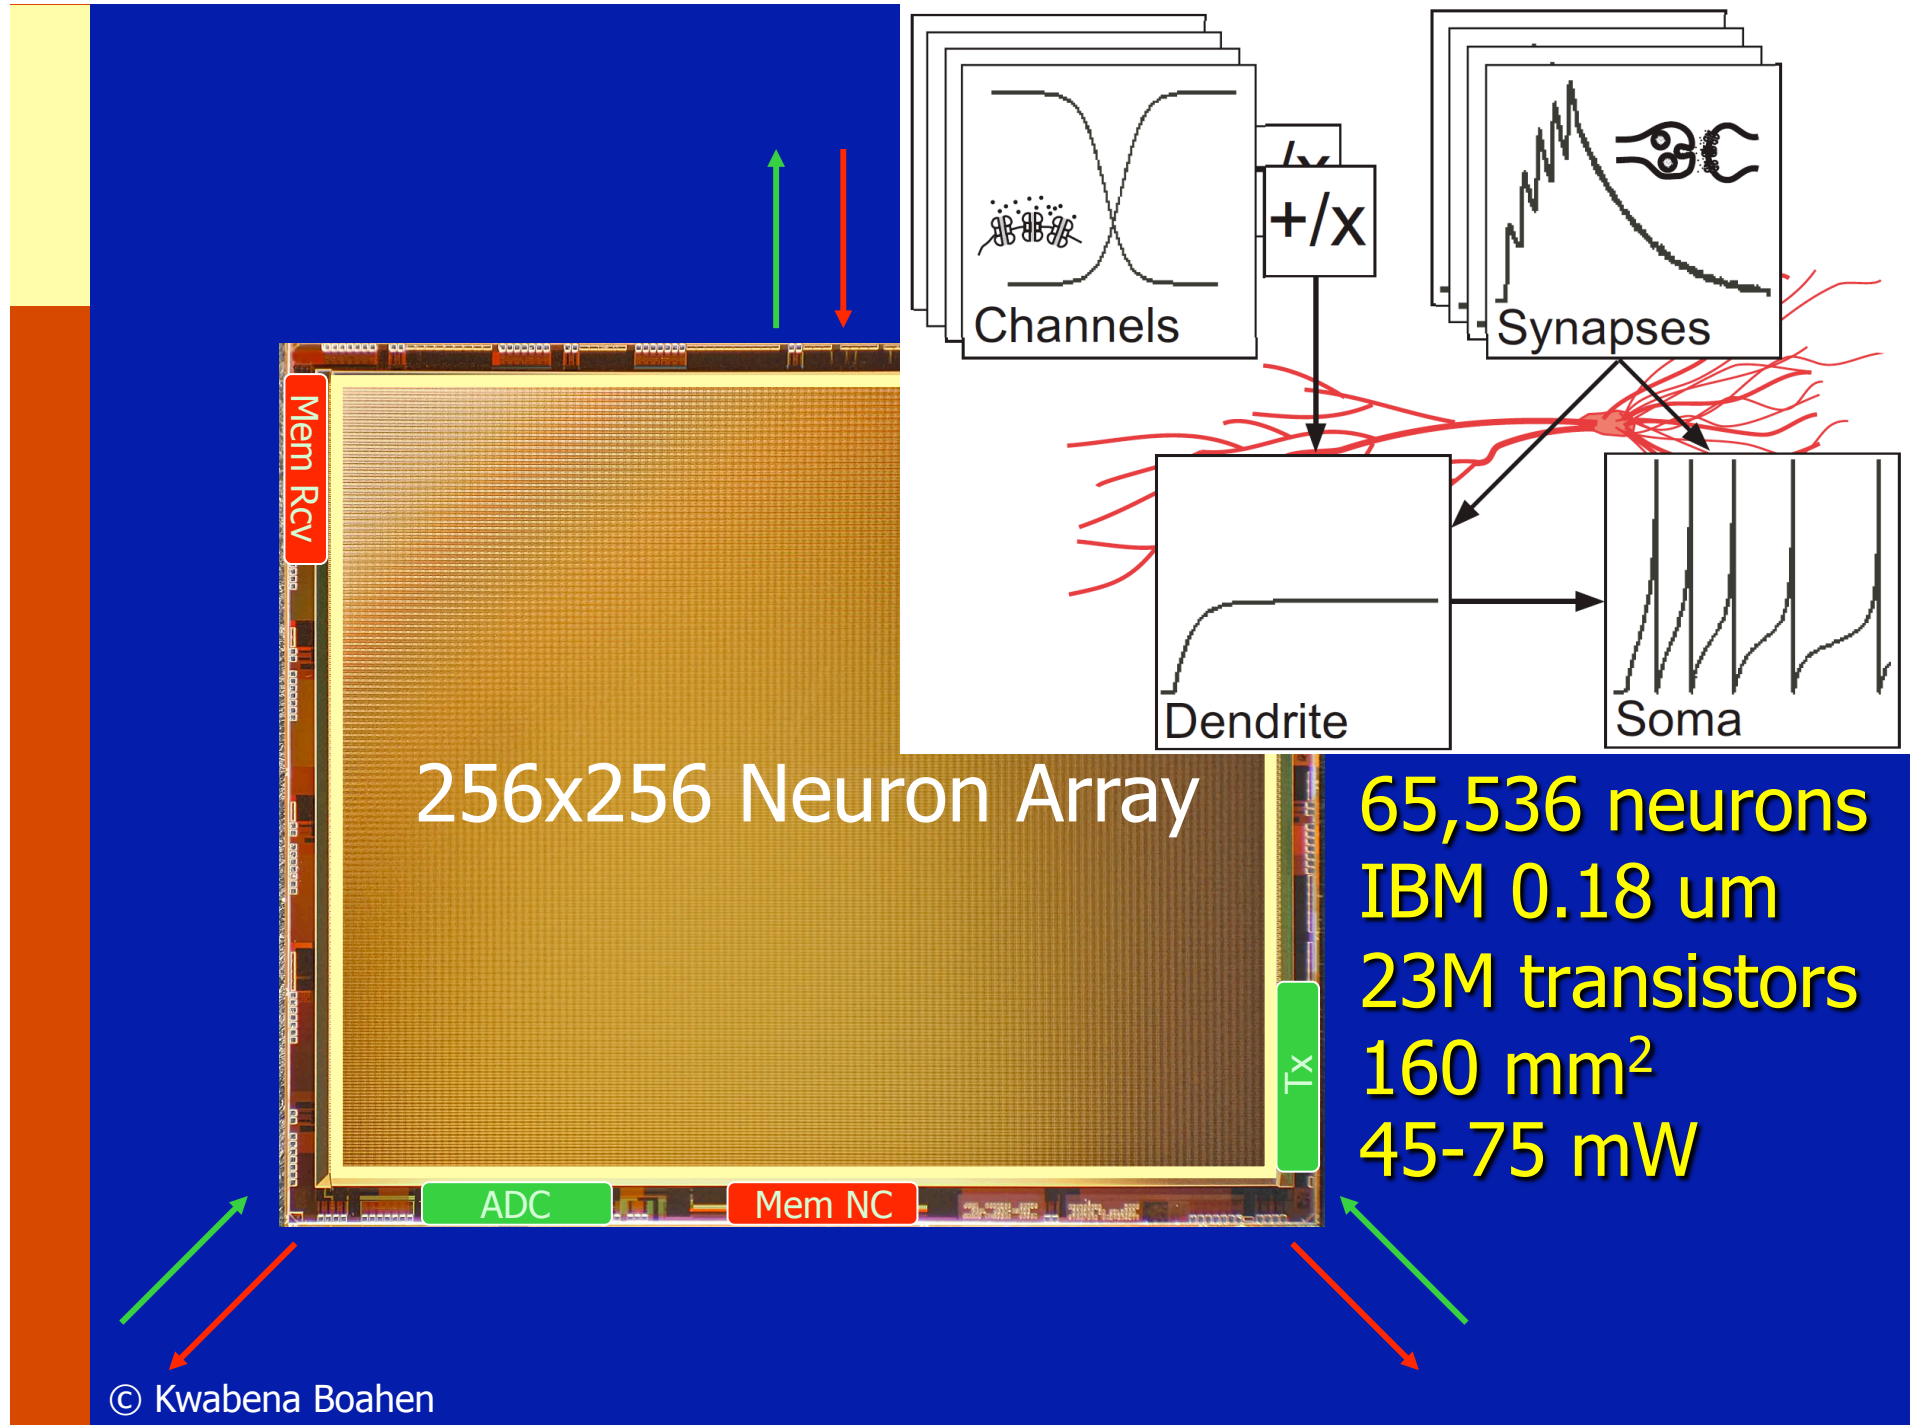 /x
+/x
Channels
Synapses
Mem Rcv
Dendrite
Soma
256x256 Neuron Array
65,536 neurons
IBM 0.18 um
23M transistors
160 mm²
45-75 mW
Tx
ADC
Mem NC
© Kwabena Boahen